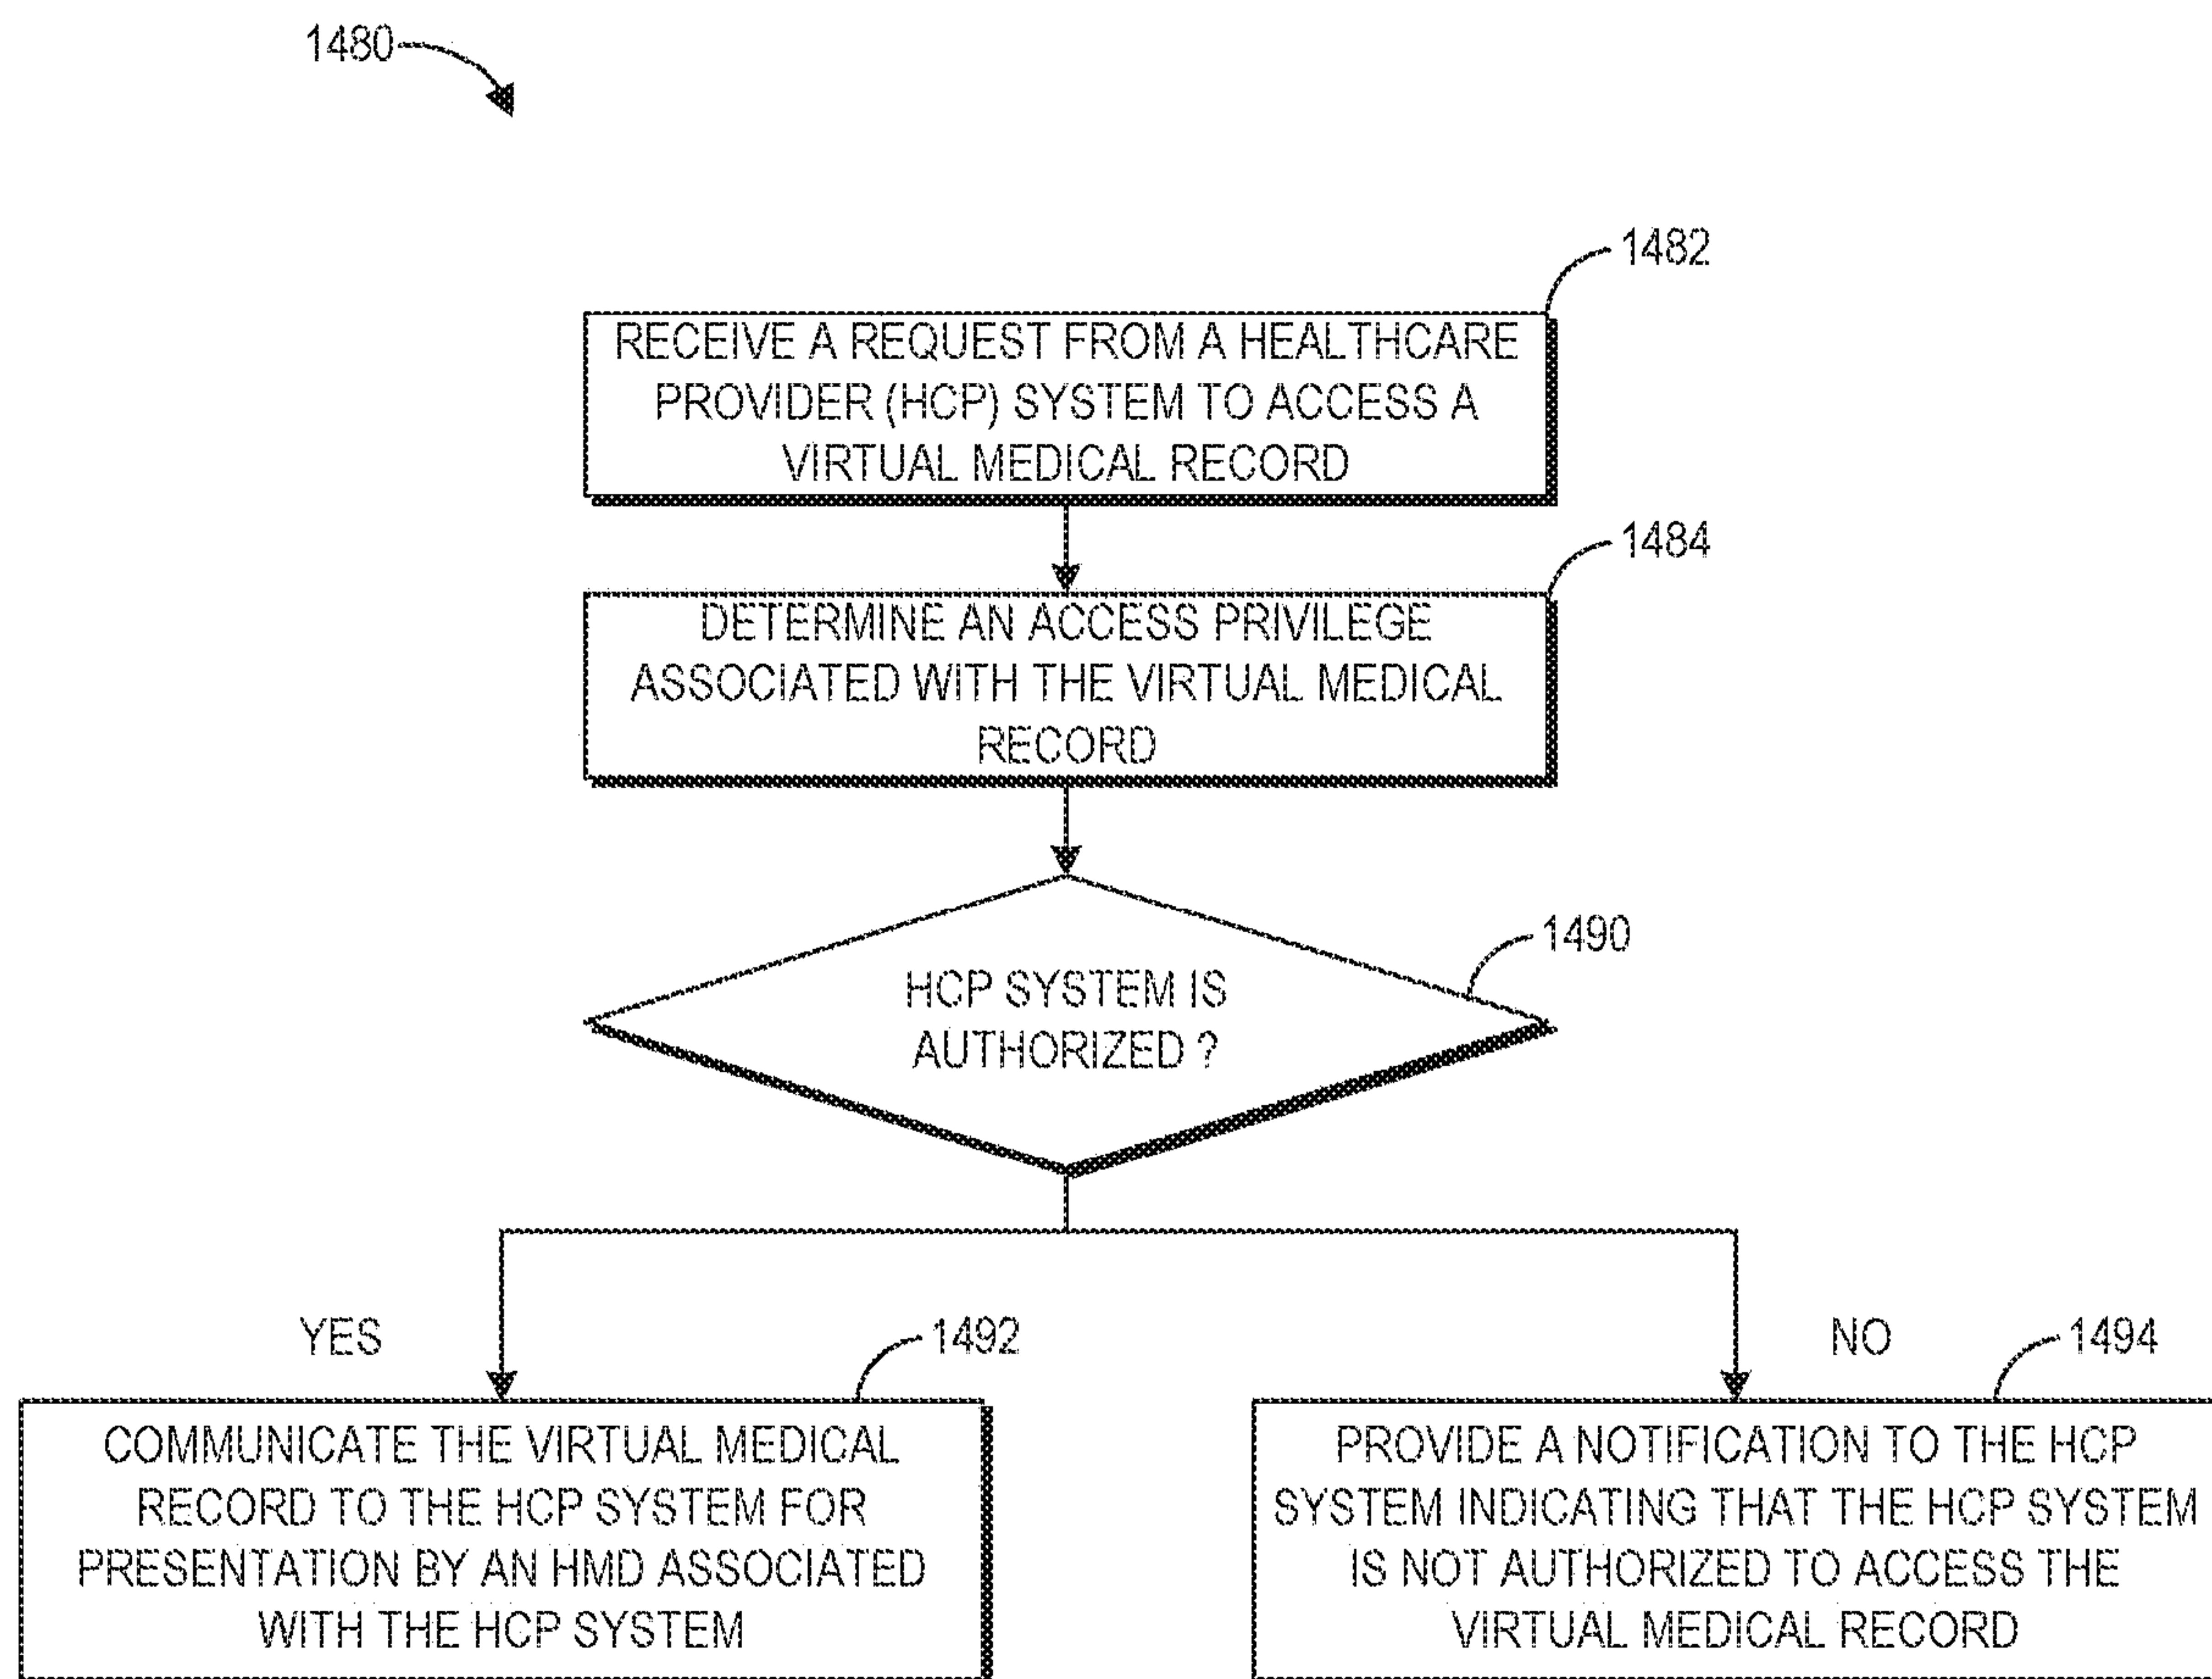 1480
1482
RECEIVE A REQUEST FROM A HEALTHCARE
PROVIDER (HCP) SYSTEM TO ACCESS A
VIRTUAL MEDICAL RECORD
1484
DETERMINE AN ACCESS PRIVILEGE
ASSOCIATED WITH THE VIRTUAL MEDICAL
RECORD
1490
HCP SYSTEM IS
AUTHORIZED ?
YES
1492
COMMUNICATE THE VIRTUAL MEDICAL
RECORD TO THE HCP SYSTEM FOR
PRESENTATION BY AN HMD ASSOCIATED
WITH THE HCP SYSTEM
NO
1494
PROVIDE A NOTIFICATION TO THE HCP
SYSTEM INDICATING THAT THE HCP SYSTEM
IS NOT AUTHORIZED TO ACCESS THE
VIRTUAL MEDICAL RECORD